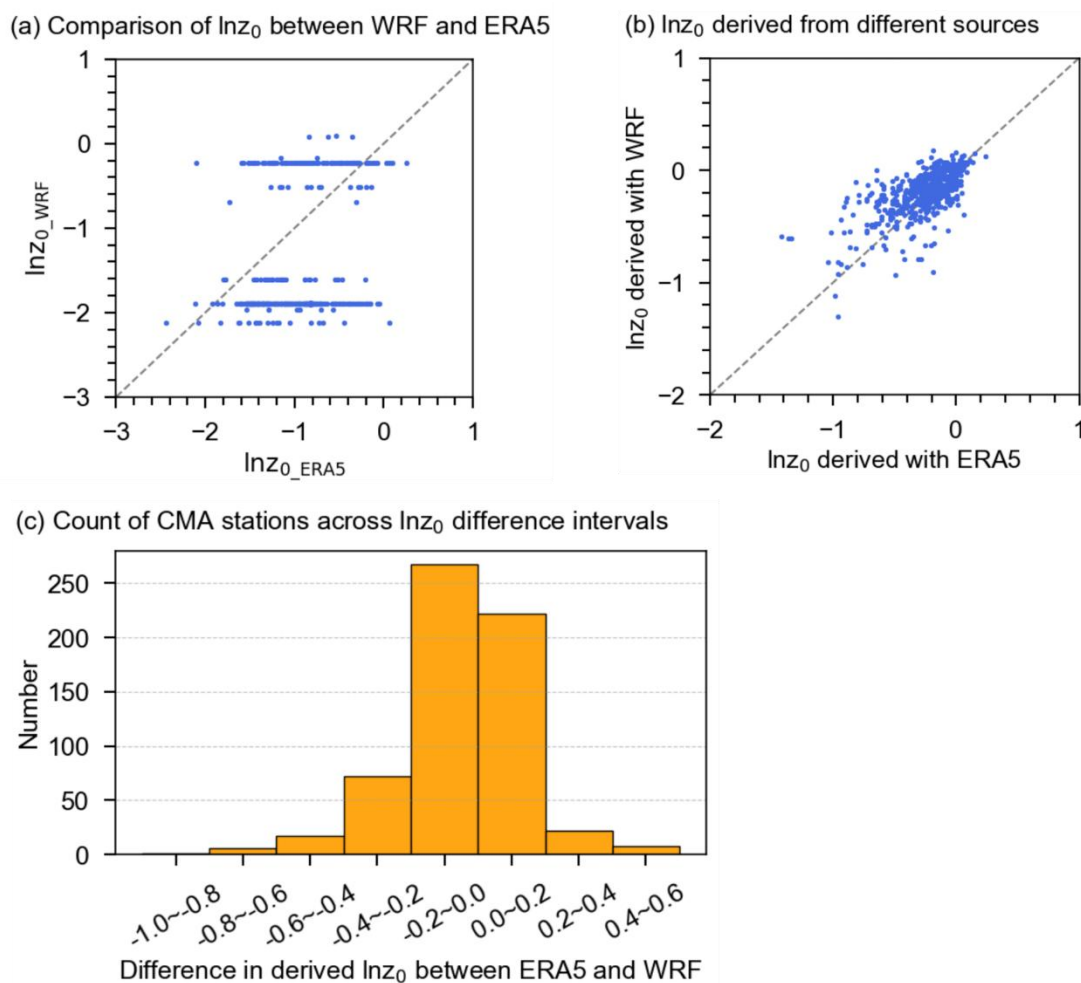 (a) Comparison of lnz₀ between WRF and ERA5
1
0
−1
−2
−3
lnz₀_WRF
−3 −2 −1 0 1
lnz₀_ERA5
(b) lnz₀ derived from different sources
1
0
−1
−2
lnz₀ derived with WRF
−2 −1 0 1
lnz₀ derived with ERA5
(c) Count of CMA stations across lnz₀ difference intervals
250
200
150
100
50
0
Number
-1.0~-0.8 -0.8~-0.6 -0.6~-0.4 -0.4~-0.2 -0.2~0.0 0.0~0.2 0.2~0.4 0.4~0.6
Difference in derived lnz₀ between ERA5 and WRF